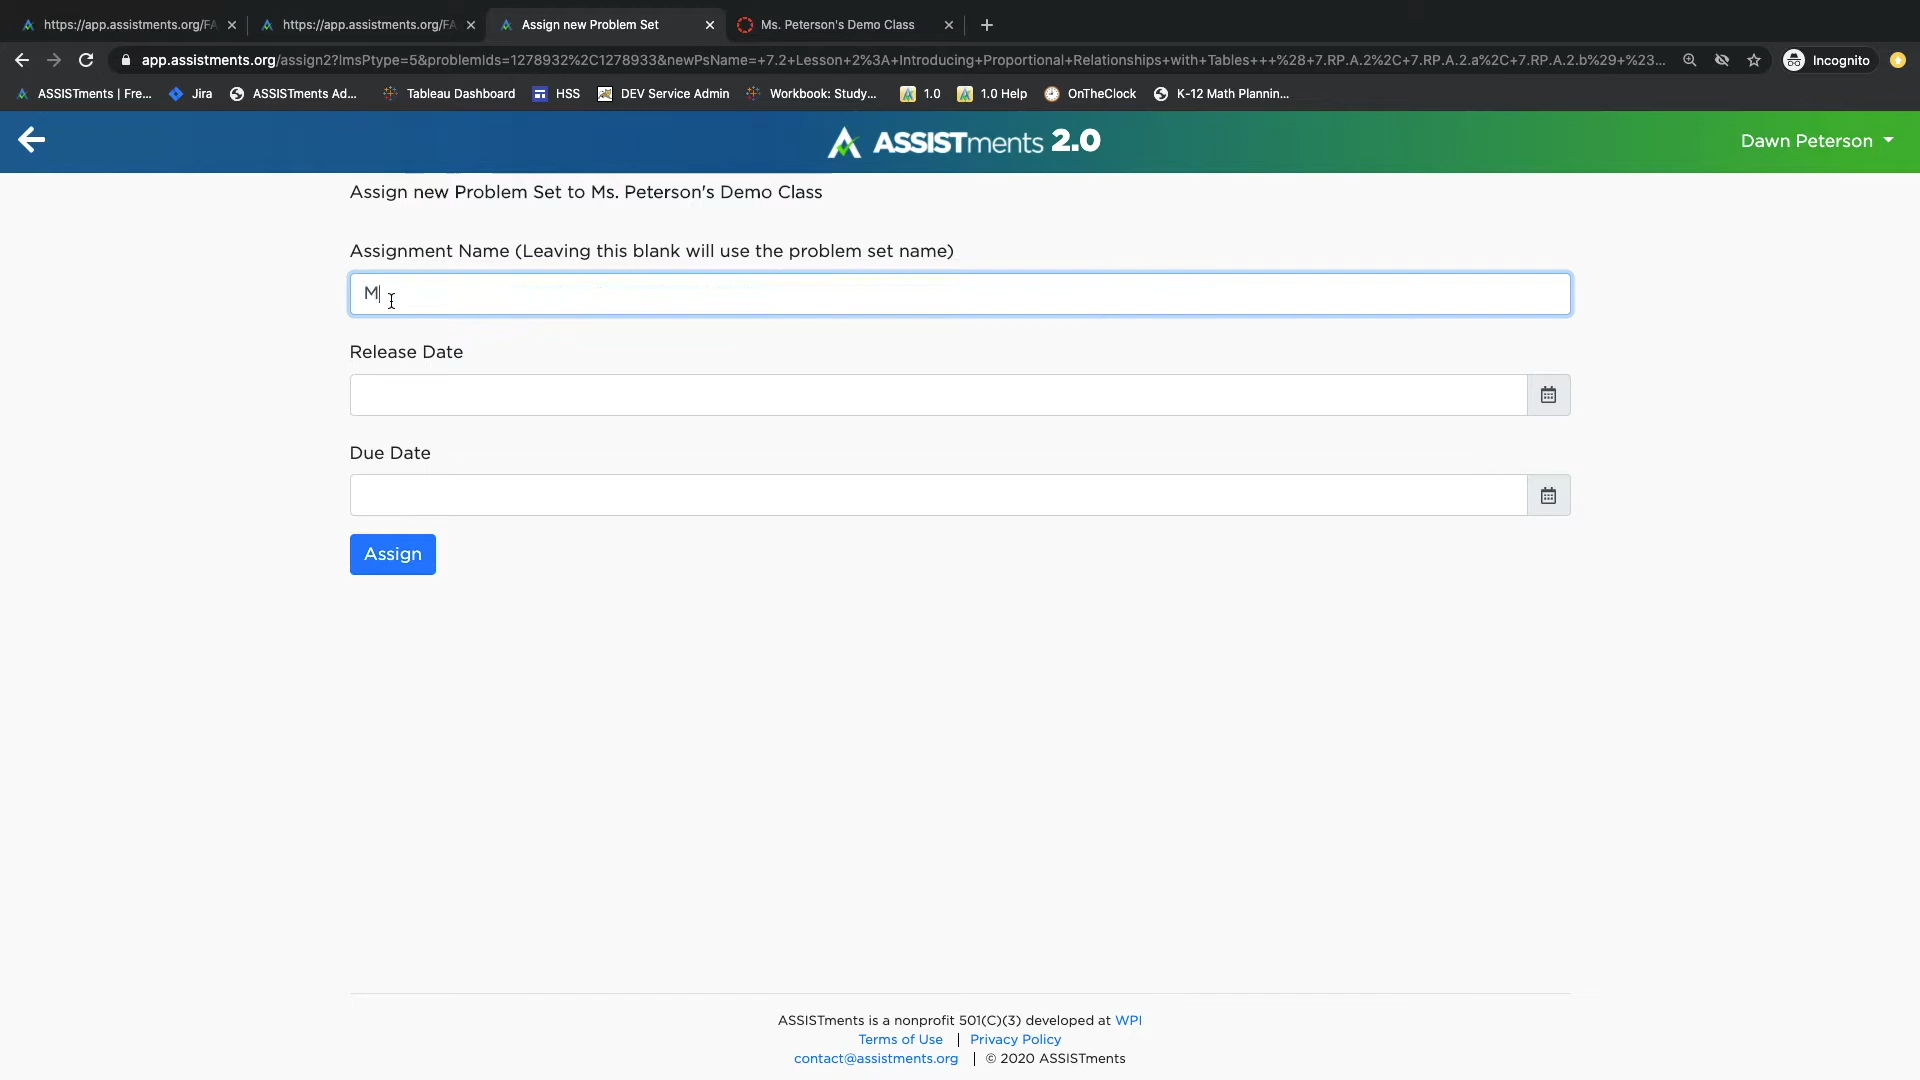 https://app.assistments.org/FA
https://app.assistments.org/FA
Assign new Problem Set
Ms. Peterson's Demo Class
app.assistments.org/assign2?lmsPtype=5&problemIds=1278932%2C1278933&newPsName=+7.2+Lesson+2%3A+Introducing+Proportional+Relationships+with+Tables+++%28+7.RP.A.2%2C+7.RP.A.2.a%2C+7.RP.A.2.b%29+%23...
Incognito
ASSISTments | Fre...
Jira
ASSISTments Ad...
Tableau Dashboard
HSS
DEV Service Admin
Workbook: Study...
1.0
1.0 Help
OnTheClock
K-12 Math Plannin...
ASSISTments 2.0
Dawn Peterson
Assign new Problem Set to Ms. Peterson's Demo Class
Assignment Name (Leaving this blank will use the problem set name)
M
Release Date
Due Date
Assign
ASSISTments is a nonprofit 501(C)(3) developed at WPI
Terms of Use | Privacy Policy
contact@assistments.org | © 2020 ASSISTments